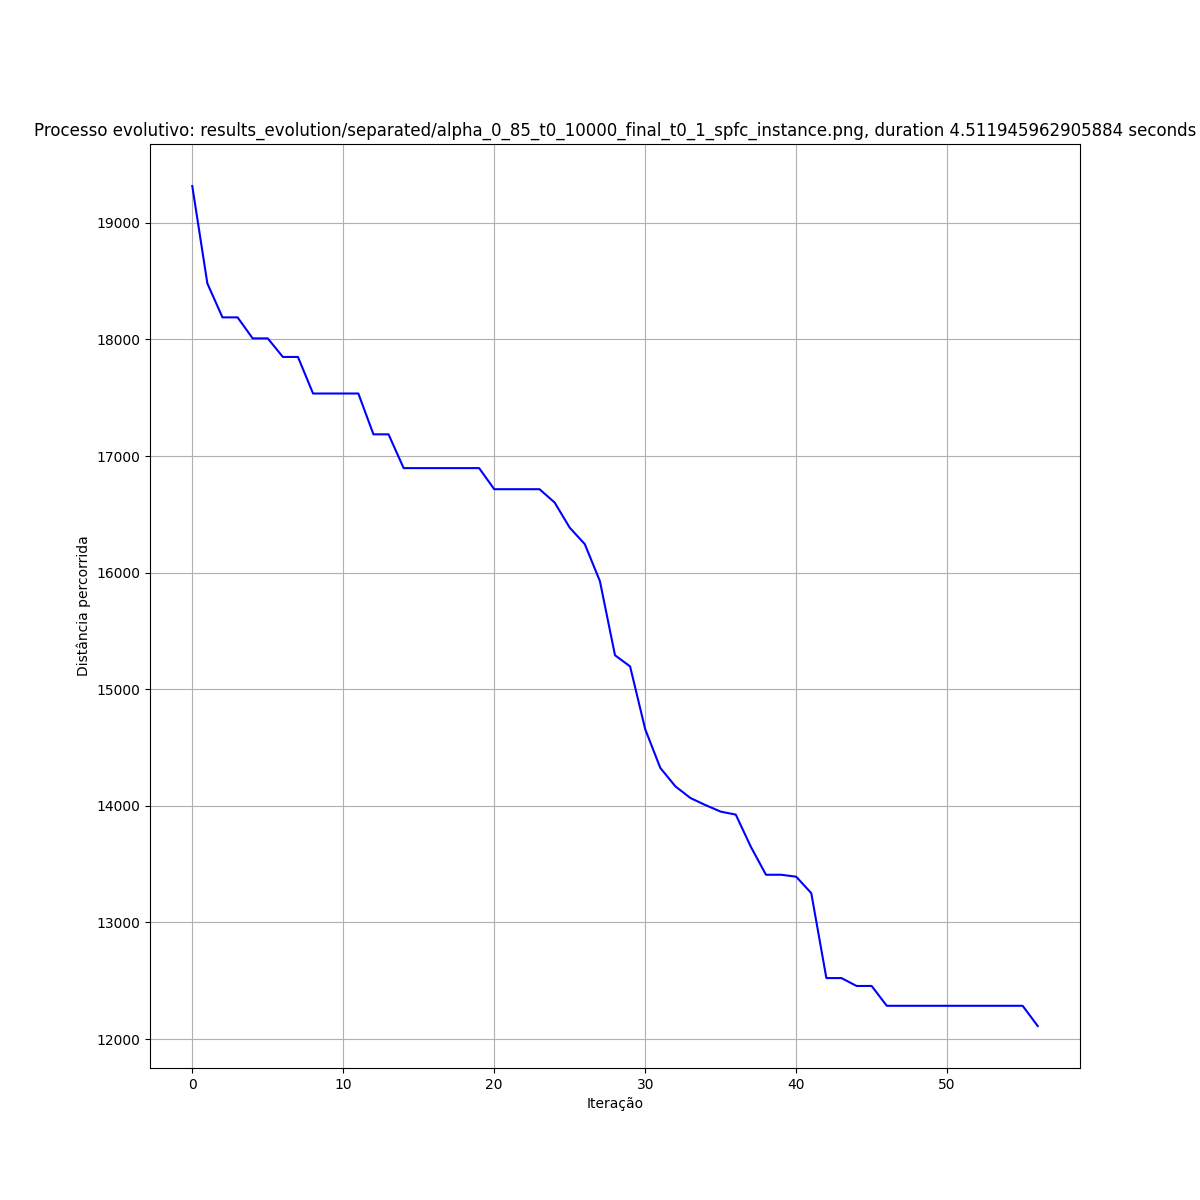 Processo evolutivo: results_evolution/separated/alpha_0_85_t0_10000_final_t0_1_spfc_instance.png, duration 4.511945962905884 seconds
19000
18000
17000
16000
15000
14000
13000
12000
Distância percorrida
0 10 20 30 40 50
Iteração